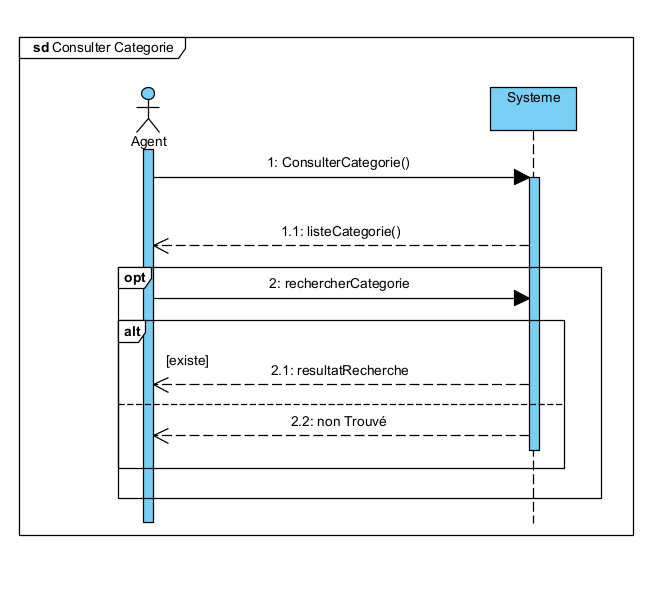 sd Consulter Categorie
Systeme
Agent
1: ConsulterCategorie()
1.1: listeCategorie()
opt
2: rechercherCategorie
alt
[existe]
2.1: resultatRecherche
2.2: non Trouvé